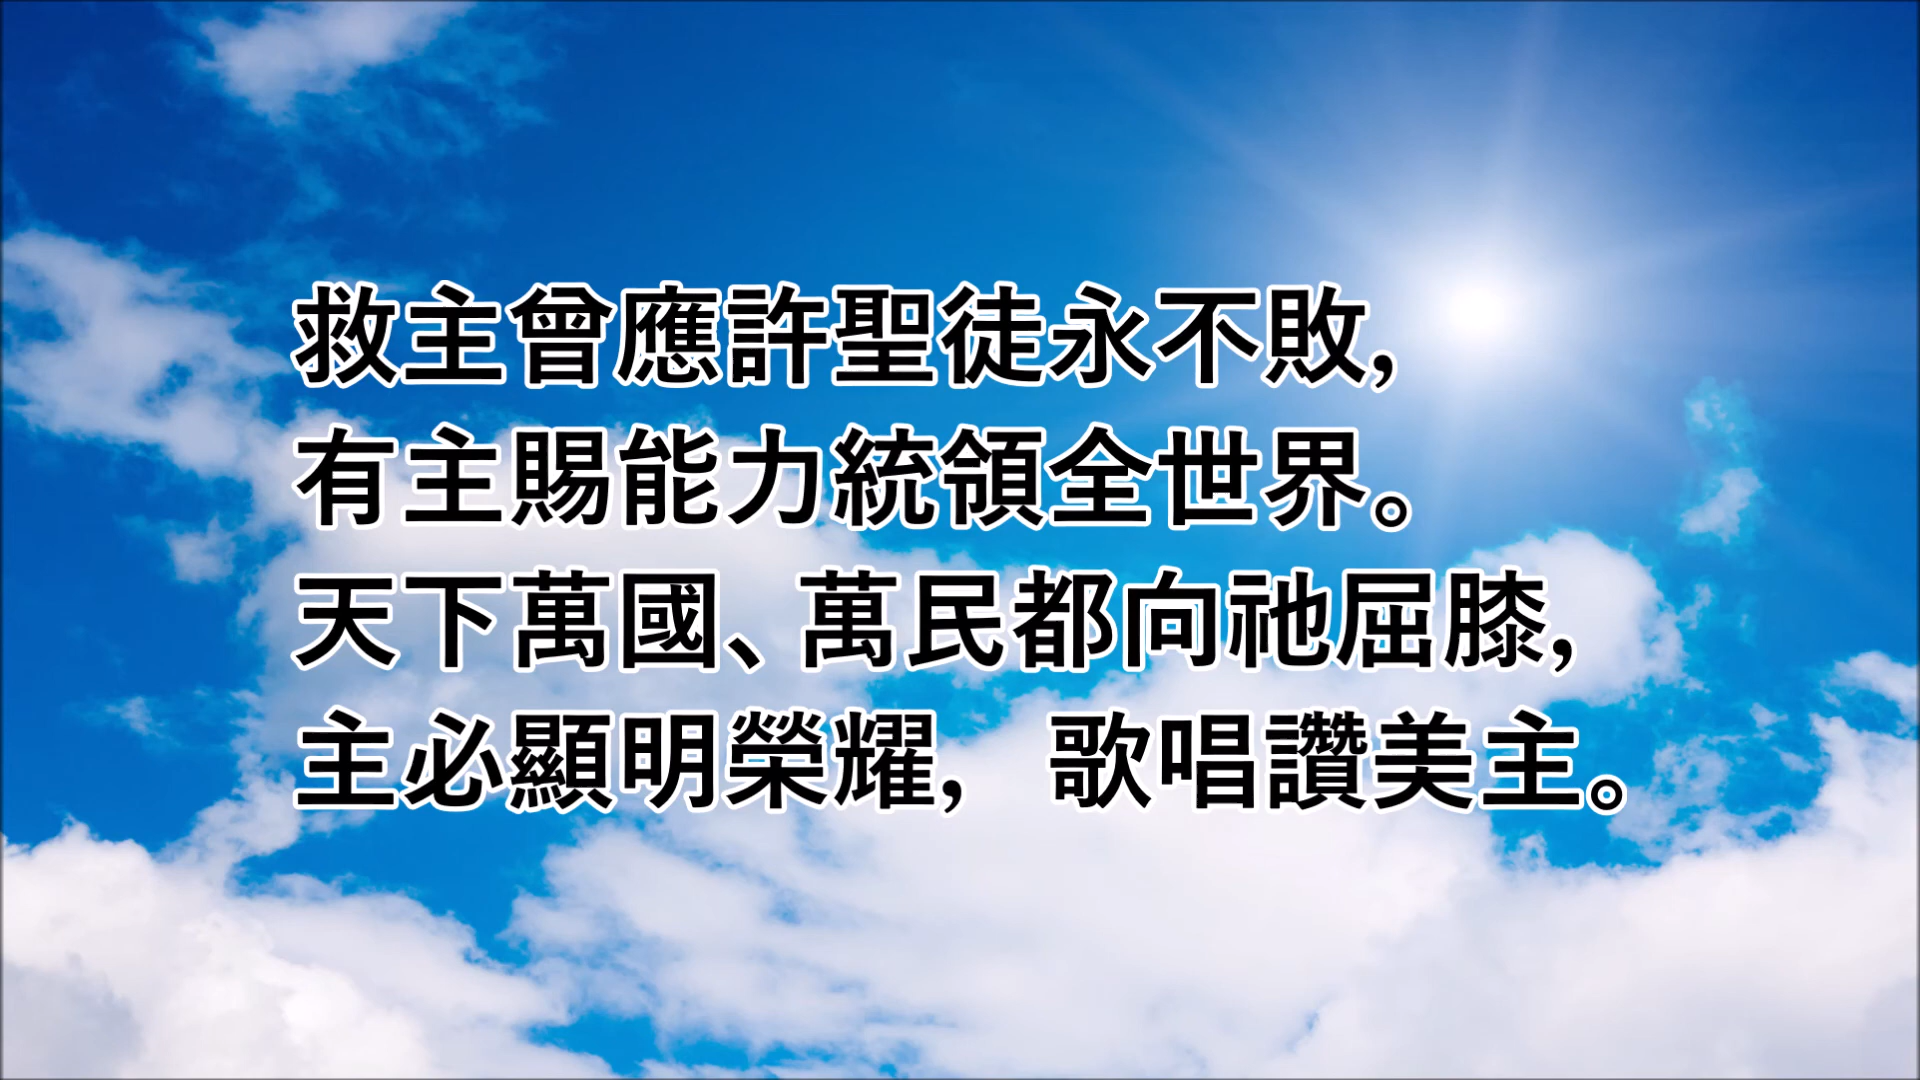 救主曾應許聖徒永不敗,
有主賜能力統領全世界。
天下萬國、萬民都向祂屈膝,
主必顯明榮耀, 歌唱讚美主。